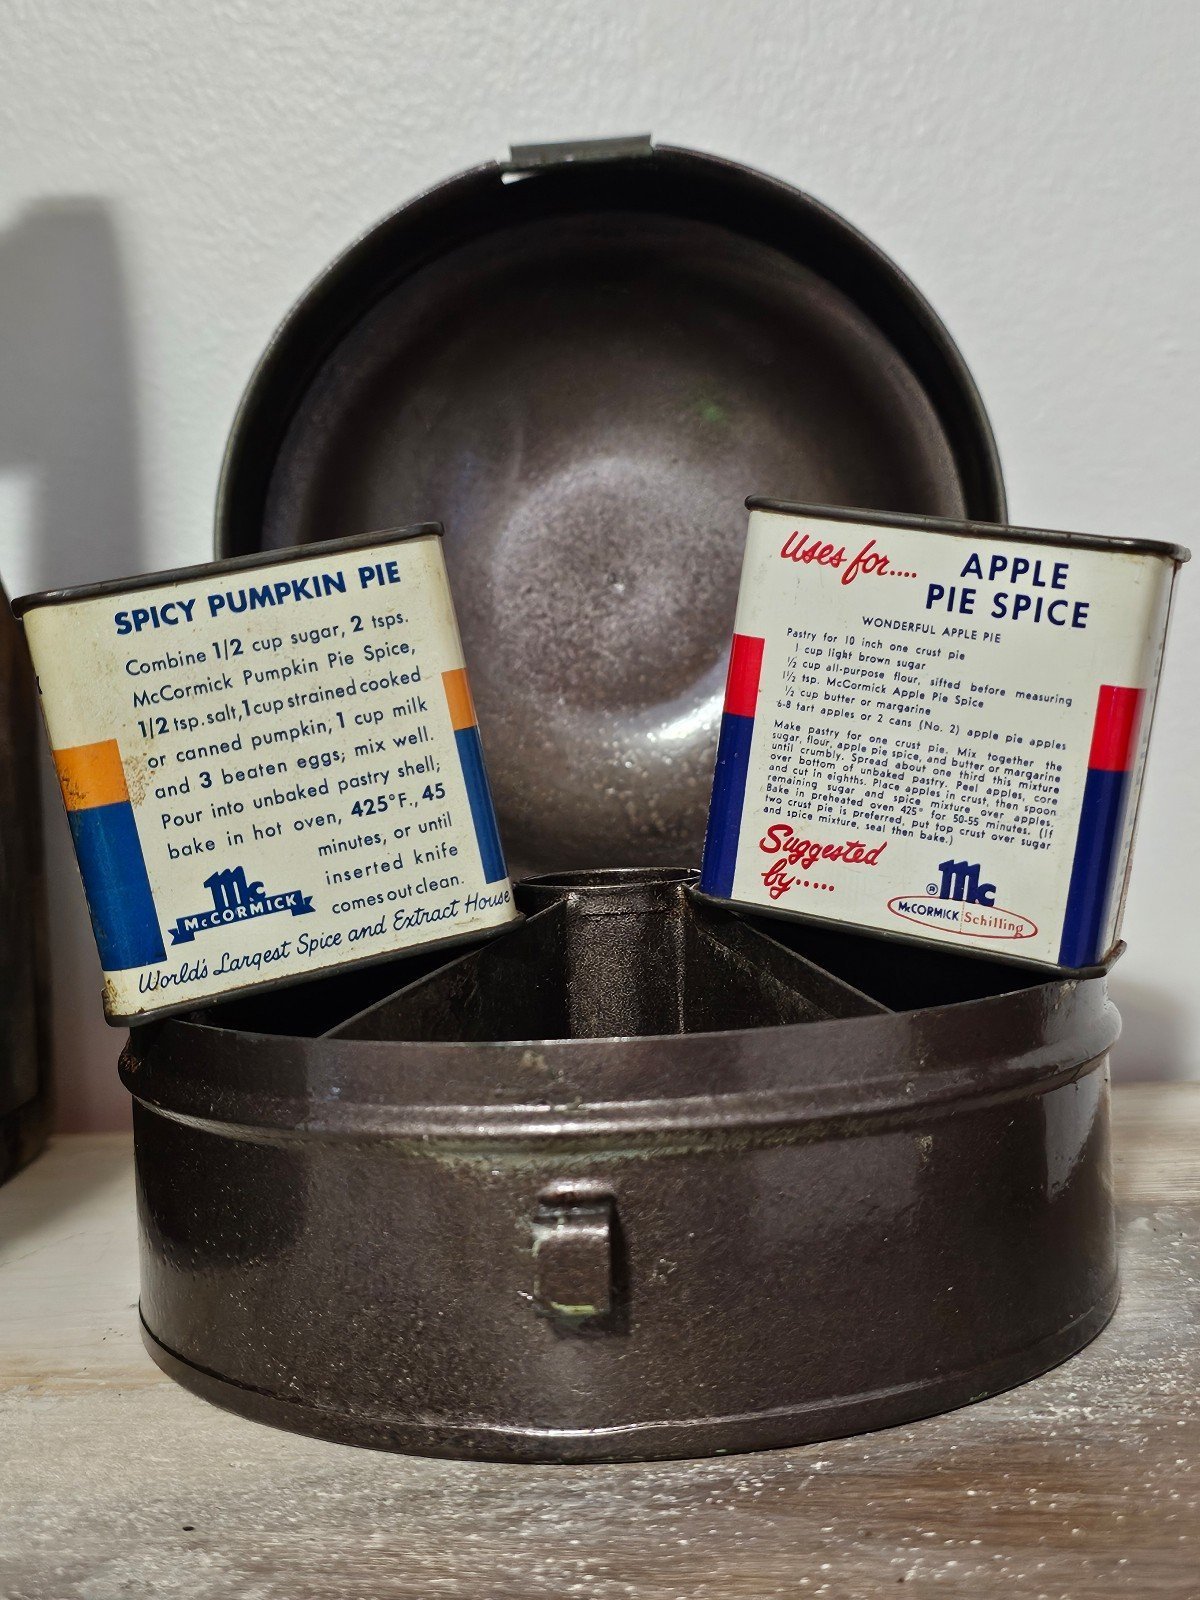 SPICY PUMPKIN PIE
Combine 1/2 cup sugar, 2 tsps.
McCormick Pumpkin Pie Spice,
1/2 tsp. salt, 1 cup strained cooked
or canned pumpkin, 1 cup milk
and 3 beaten eggs; mix well.
Pour into unbaked pastry shell;
bake in hot oven, 425°F., 45
minutes, or until
inserted knife
comes out clean.
Mc
McCORMICK
World's Largest Spice and Extract House
Uses for....
APPLE
PIE SPICE
WONDERFUL APPLE PIE
Pastry for 10 inch one crust pie
1 cup light brown sugar
½ cup all-purpose flour, sifted before measuring
1½ tsp. McCormick Apple Pie Spice
½ cup butter or margarine
6-8 tart apples or 2 cans (No. 2) apple pie apples
Make pastry for one crust pie. Mix together the
sugar, flour, apple pie spice, and butter or margarine
until crumbly. Spread about one third this mixture
over bottom of unbaked pastry. Peel apples, core
and cut in eighths. Place apples in crust, then spoon
remaining sugar and spice mixture over apples.
Bake in preheated oven 425° for 50-55 minutes. (If
two crust pie is preferred, put top crust over sugar
and spice mixture, seal then bake.)
Suggested
by.....
® Mc
McCORMICK Schilling